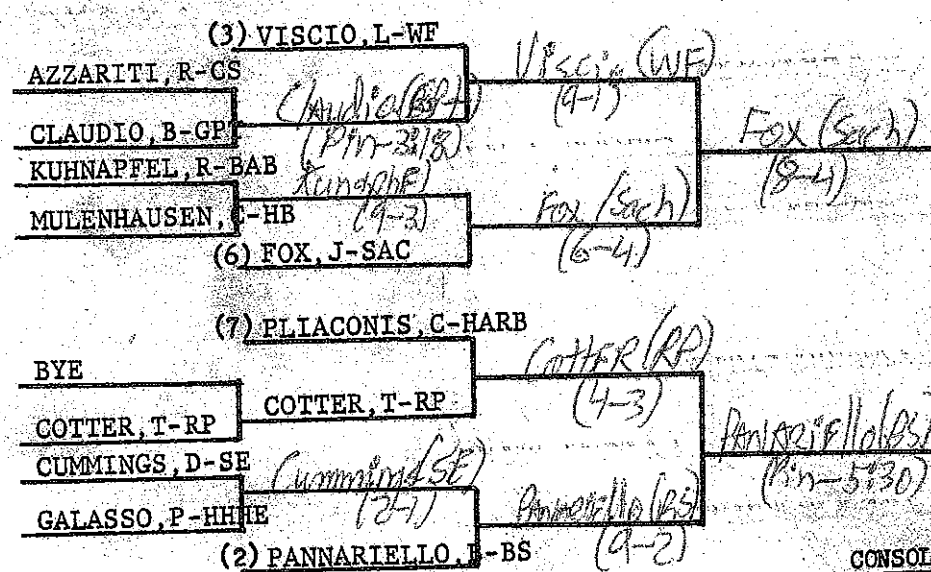 (3) VISCIO, L-WF
AZZARITI, R-CS
Viscio (WF)
(9-1)
CLAUDIO, B-GP
Claudio
(Pin-3:18)
Fox (Sach)
(8-4)
KUHNAPFEL, R-BAB
(9-3)
MULENHAUSEN, C-HB
Fox (Sach)
(6-4)
(6) FOX, J-SAC
(7) PLIACONIS, C-HARB
BYE
COTTER (RP)
(4-3)
COTTER, T-RP
COTTER, T-RP
CUMMINGS, D-SE
Cummings (SE)
(2-1)
PANNARIELLO (BS)
(Pin-5:30)
GALASSO, P-HHHE
Pannariello (BS)
(9-2)
(2) PANNARIELLO, -BS
CONSOL